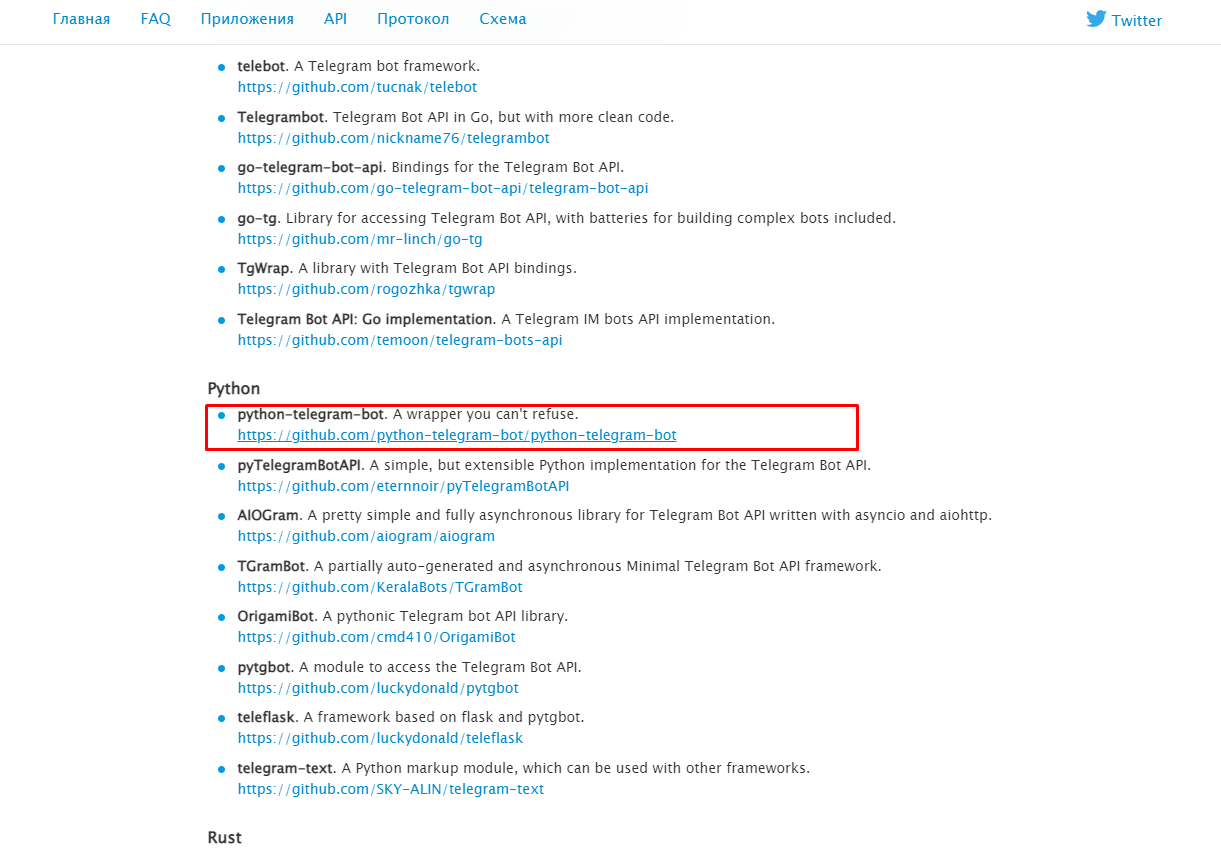 Главная FAQ Приложения API Протокол Схема Twitter
telebot. A Telegram bot framework.
https://github.com/tucnak/telebot
Telegrambot. Telegram Bot API in Go, but with more clean code.
https://github.com/nickname76/telegrambot
go-telegram-bot-api. Bindings for the Telegram Bot API.
https://github.com/go-telegram-bot-api/telegram-bot-api
go-tg. Library for accessing Telegram Bot API, with batteries for building complex bots included.
https://github.com/mr-linch/go-tg
TgWrap. A library with Telegram Bot API bindings.
https://github.com/rogozhka/tgwrap
Telegram Bot API: Go implementation. A Telegram IM bots API implementation.
https://github.com/temoon/telegram-bots-api
Python
python-telegram-bot. A wrapper you can't refuse.
https://github.com/python-telegram-bot/python-telegram-bot
pyTelegramBotAPI. A simple, but extensible Python implementation for the Telegram Bot API.
https://github.com/eternnoir/pyTelegramBotAPI
AIOGram. A pretty simple and fully asynchronous library for Telegram Bot API written with asyncio and aiohttp.
https://github.com/aiogram/aiogram
TGramBot. A partially auto-generated and asynchronous Minimal Telegram Bot API framework.
https://github.com/KeralaBots/TGramBot
OrigamiBot. A pythonic Telegram bot API library.
https://github.com/cmd410/OrigamiBot
pytgbot. A module to access the Telegram Bot API.
https://github.com/luckydonald/pytgbot
teleflask. A framework based on flask and pytgbot.
https://github.com/luckydonald/teleflask
telegram-text. A Python markup module, which can be used with other frameworks.
https://github.com/SKY-ALIN/telegram-text
Rust